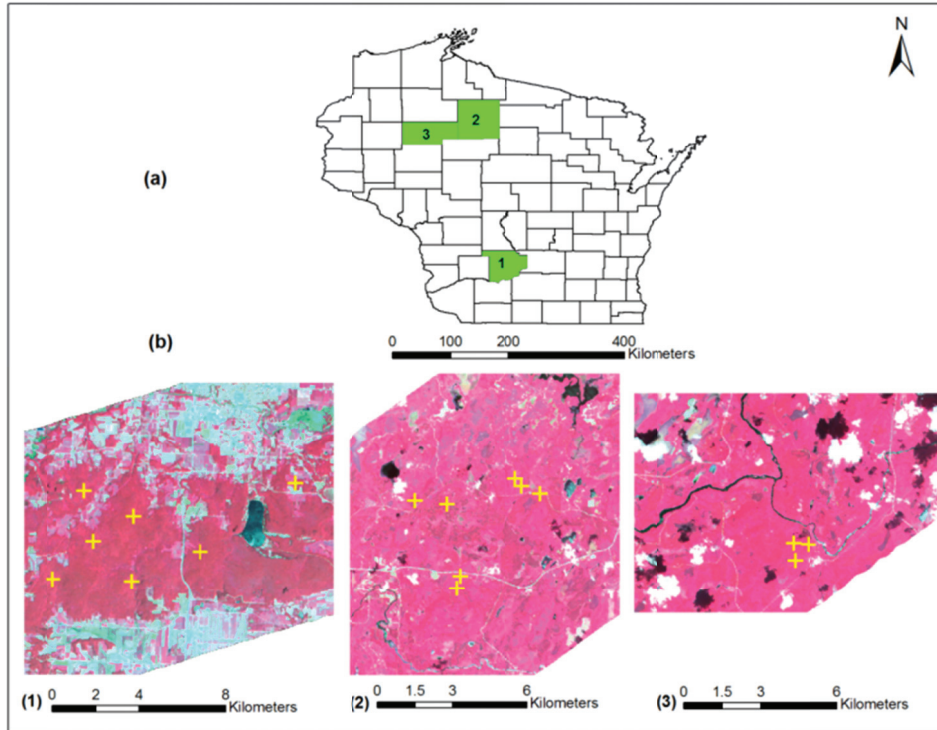 N
2
3
(a)
1
(b)
0 100 200 400
Kilometers
0 2 4 8
(1) Kilometers
0 1.5 3 6
(2) Kilometers
0 1.5 3 6
(3) Kilometers